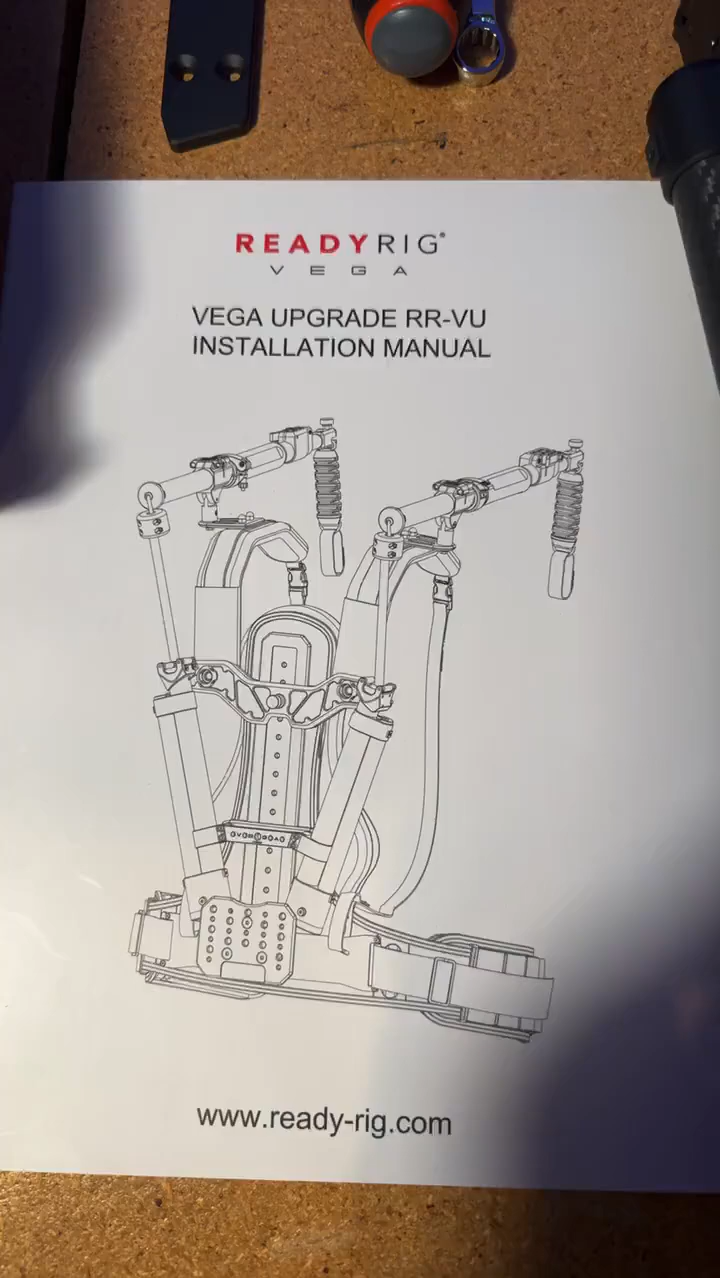 READYRIG®
VEGA
VEGA UPGRADE RR-VU
INSTALLATION MANUAL
www.ready-rig.com